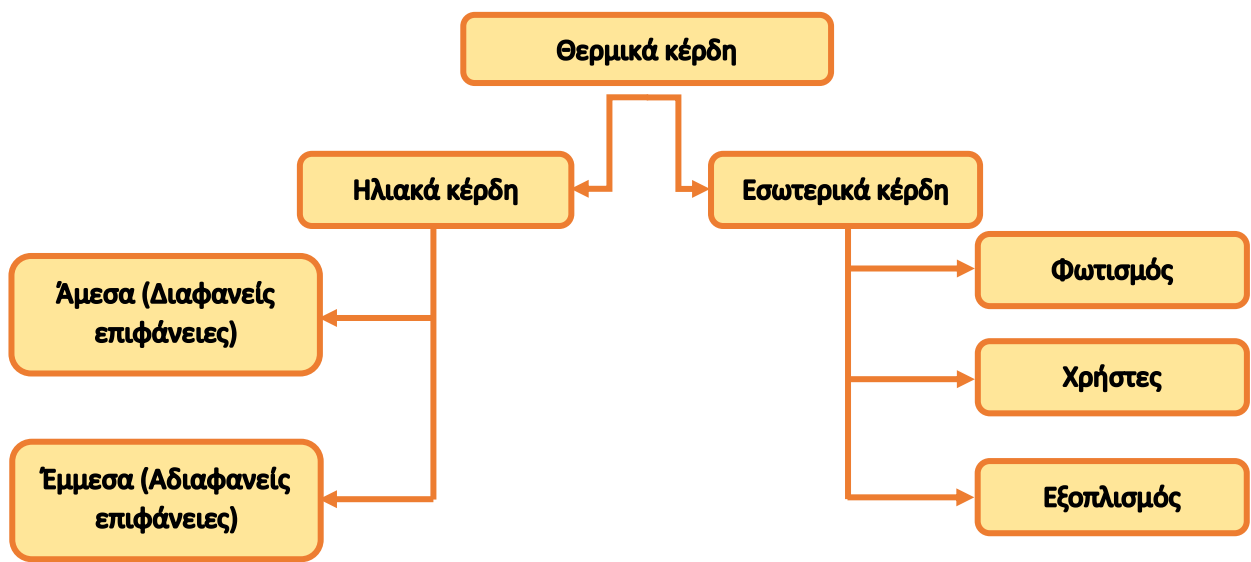 Θερμικά κέρδη
Ηλιακά κέρδη
Εσωτερικά κέρδη
Άμεσα (Διαφανείς
επιφάνειες)
Έμμεσα (Αδιαφανείς
επιφάνειες)
Φωτισμός
Χρήστες
Εξοπλισμός